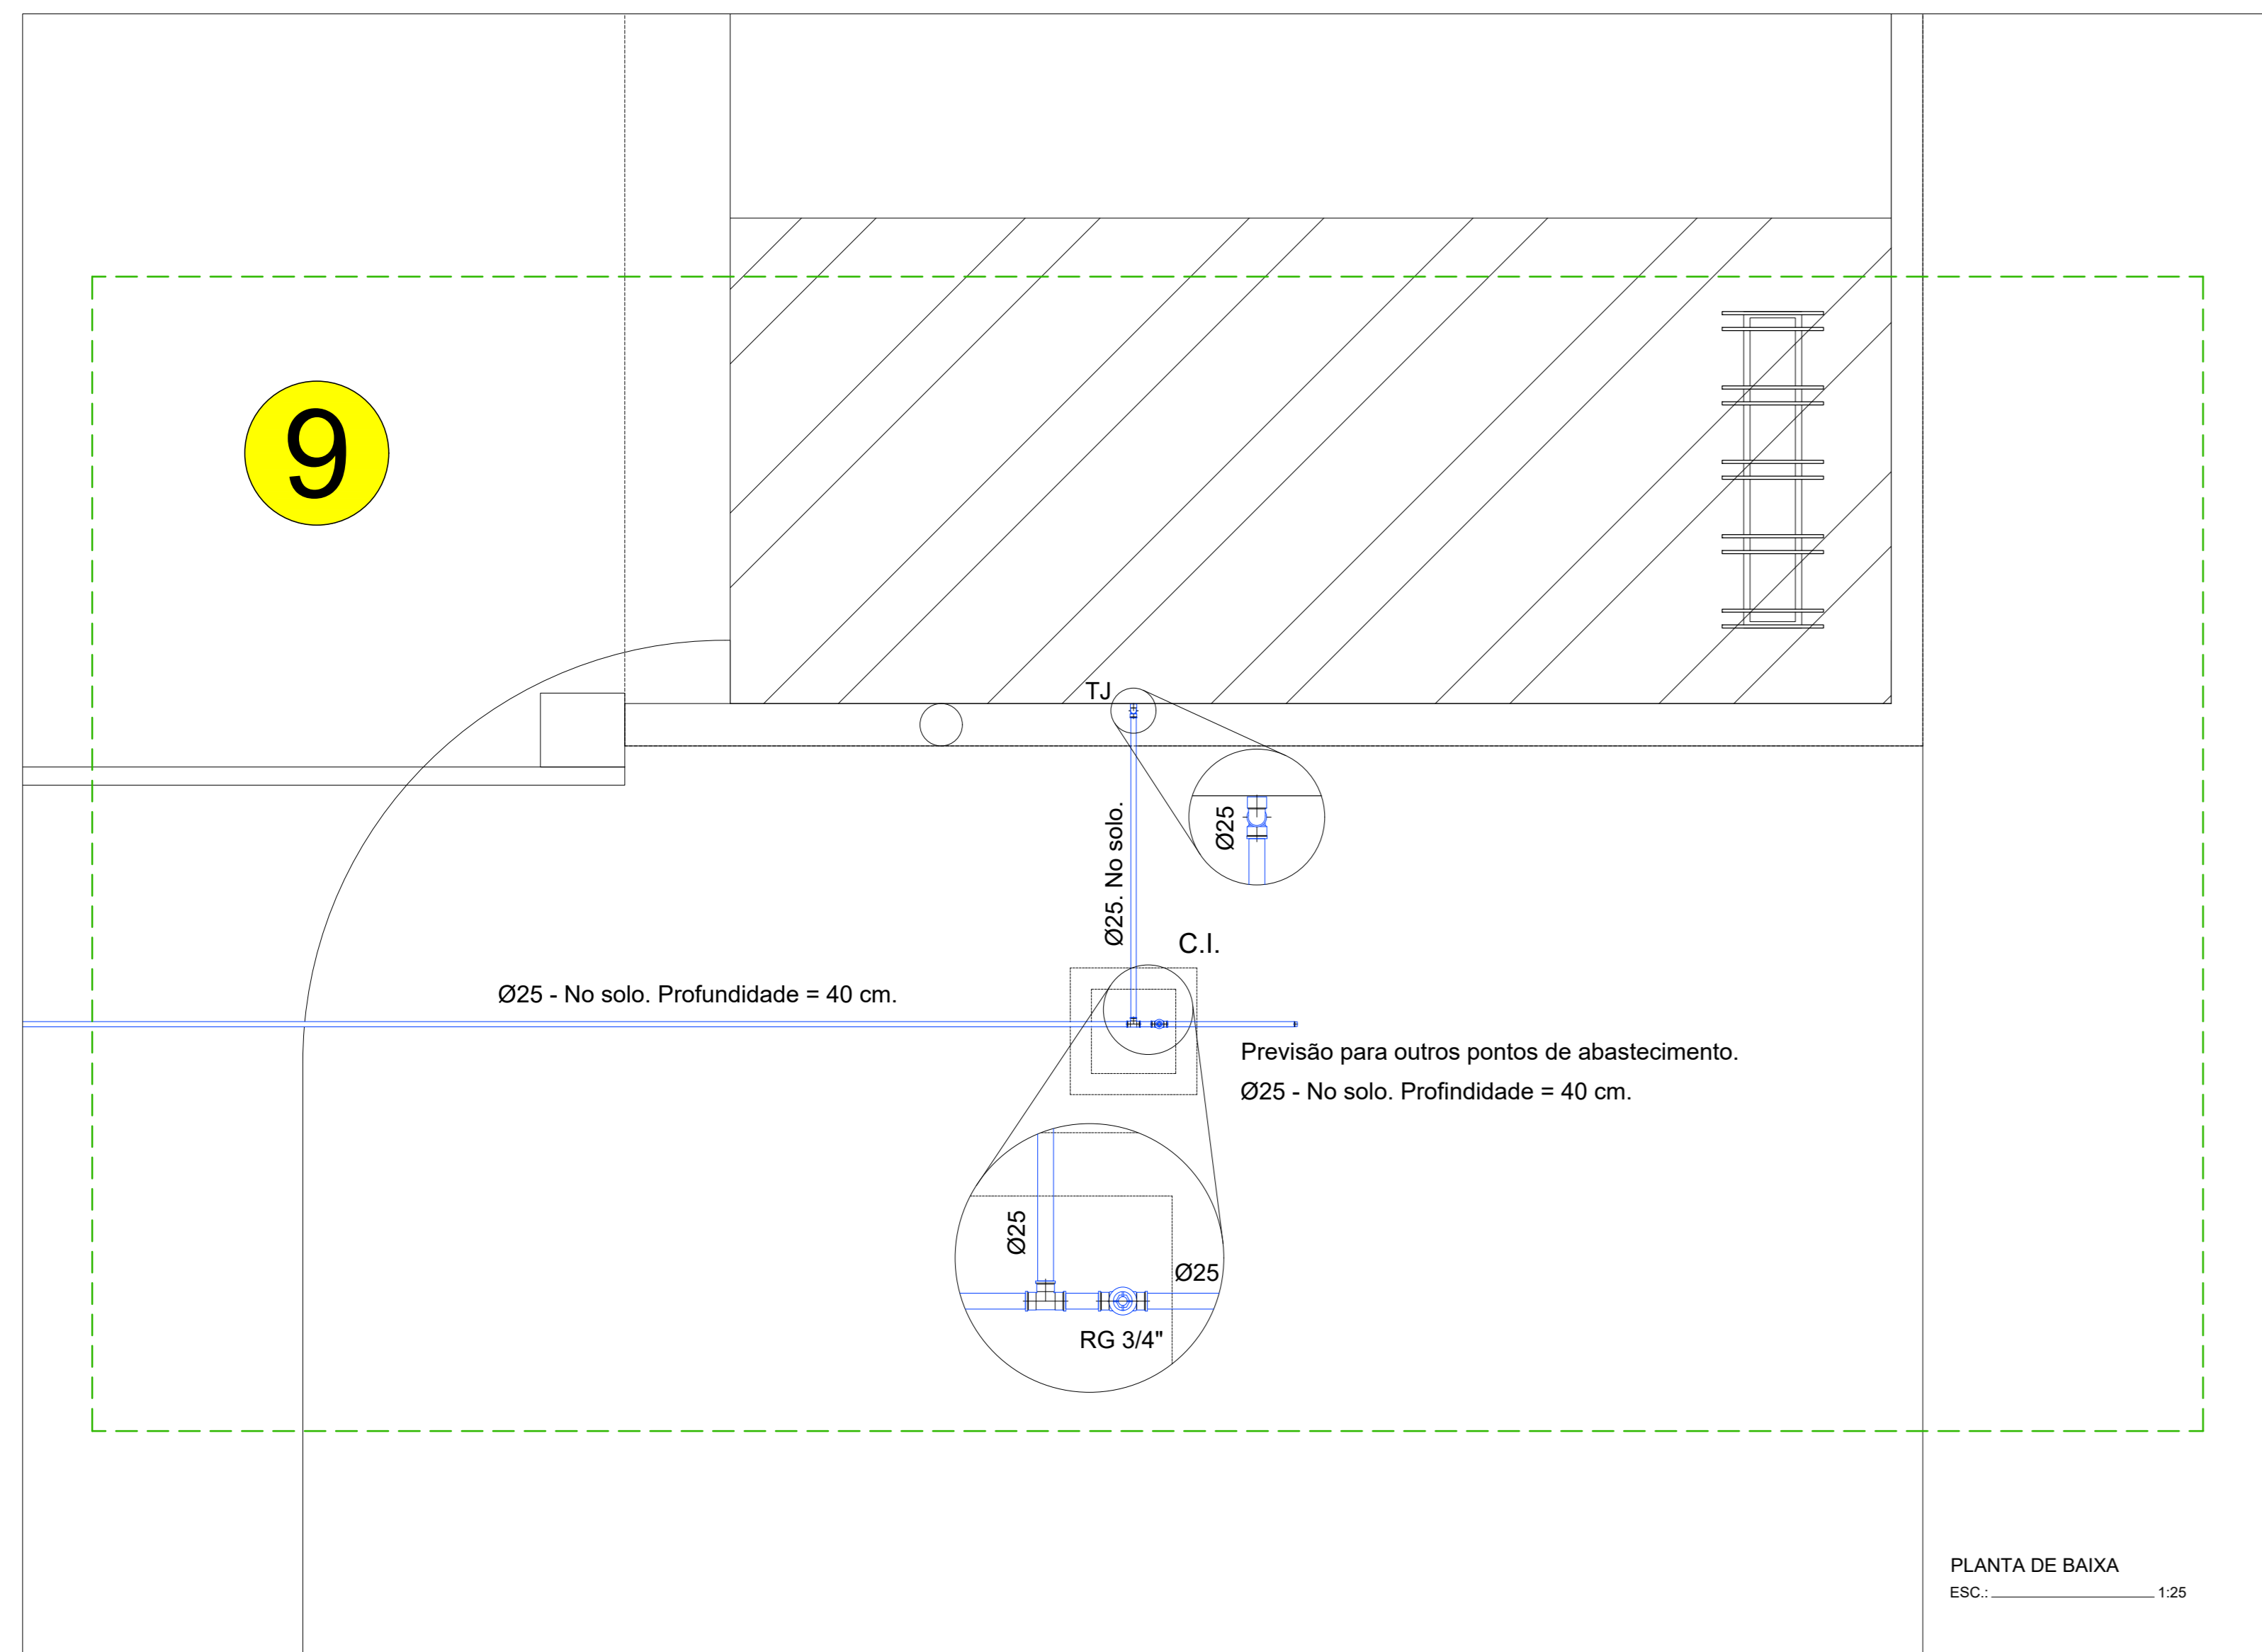 9
TJ
Ø25
Ø25. No solo.
C.I.
Ø25 - No solo. Profundidade = 40 cm.
Previsão para outros pontos de abastecimento.
Ø25 - No solo. Profindidade = 40 cm.
Ø25
Ø25
RG 3/4"
PLANTA DE BAIXA
ESC.: 1:25